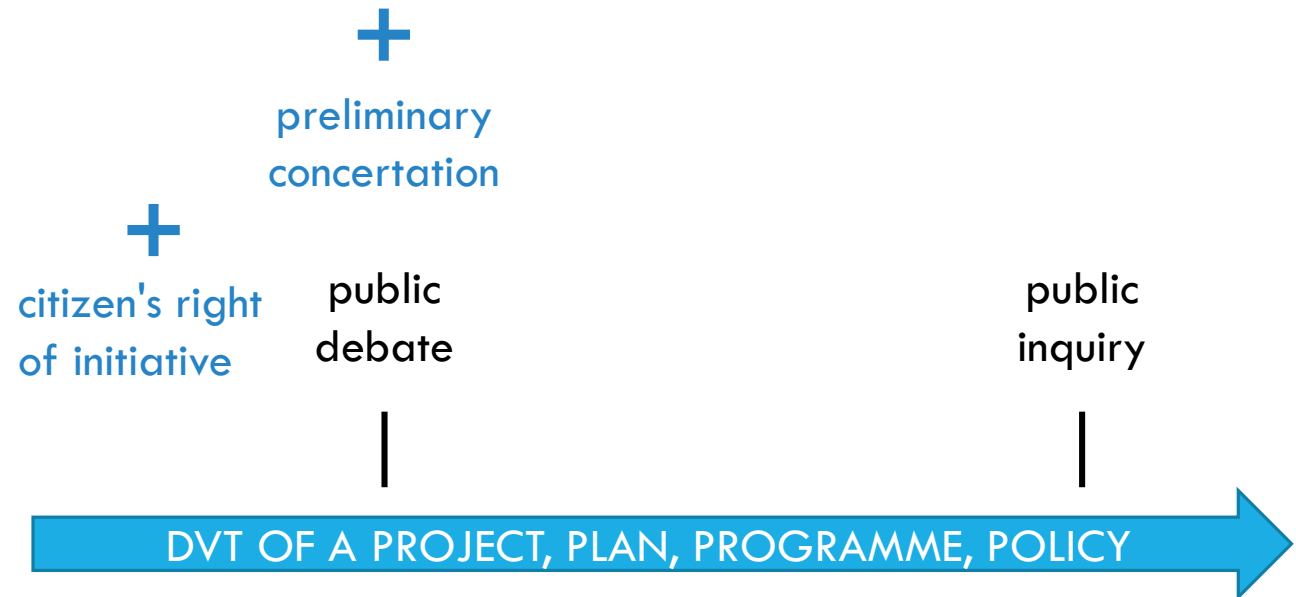 +
preliminary
concertation
+
citizen's right
of initiative
public
debate
public
inquiry
DVT OF A PROJECT, PLAN, PROGRAMME, POLICY